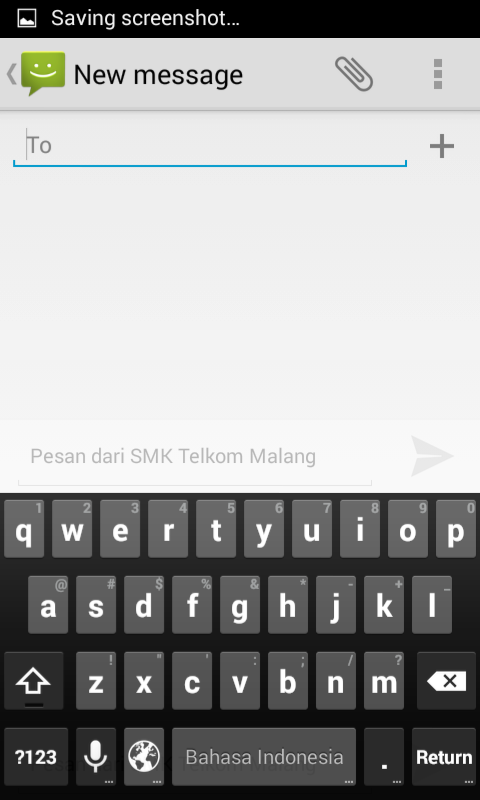 Saving screenshot...
New message
To
Pesan dari SMK Telkom Malang
1 2 3 4 5 6 7 8 9 0
q w e r t y u i o p
@ # $ % & * - + _
a s d f g h j k l
! " ' : ; / ?
z x c v b n m
?123 Bahasa Indonesia . Return